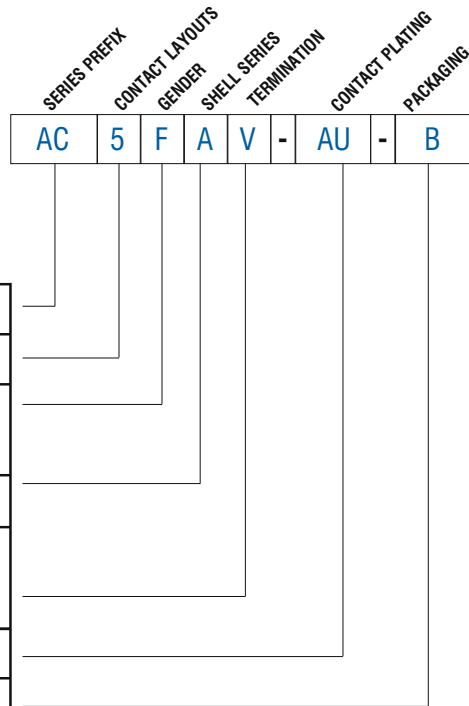 SERIES PREFIX
CONTACT LAYOUTS
GENDER
SHELL SERIES
TERMINATION
CONTACT PLATING
PACKAGING
AC 5 F A V - AU - B